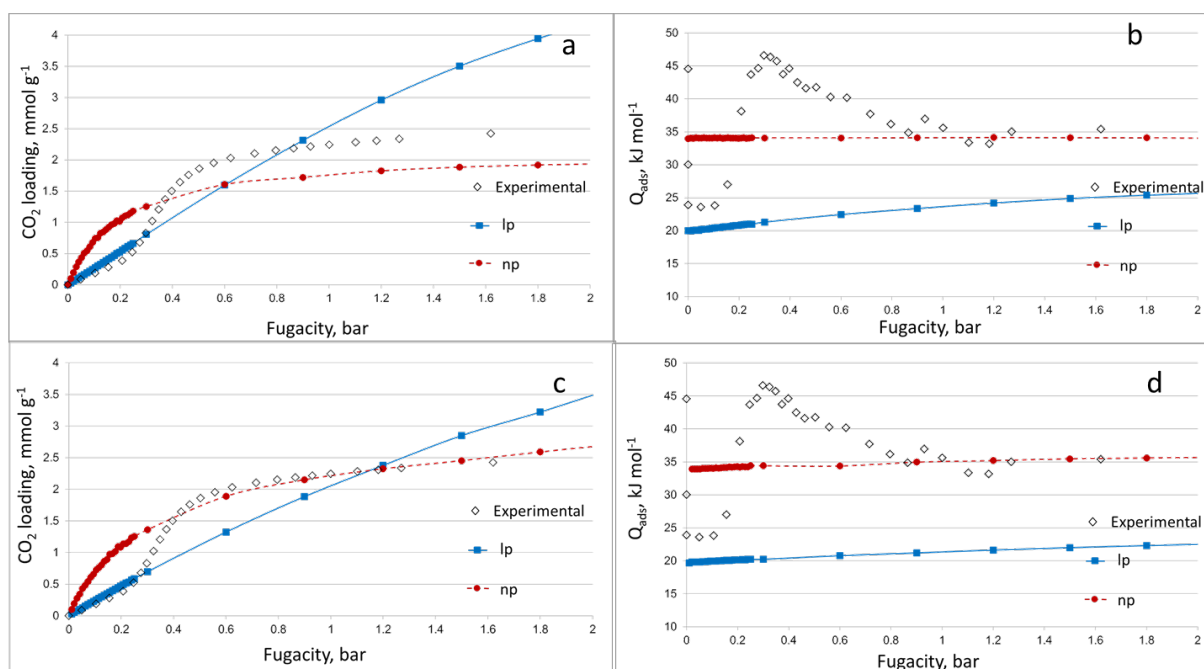 a
CO2 loading, mmol g-1
4
3.5
3
2.5
2
1.5
1
0.5
0
0 0.2 0.4 0.6 0.8 1 1.2 1.4 1.6 1.8 2
Fugacity, bar
Experimental
lp
np
b
Qads, kJ mol-1
50
45
40
35
30
25
20
15
10
0 0.2 0.4 0.6 0.8 1 1.2 1.4 1.6 1.8 2
Fugacity, bar
Experimental
lp
np
c
CO2 loading, mmol g-1
4
3.5
3
2.5
2
1.5
1
0.5
0
0 0.2 0.4 0.6 0.8 1 1.2 1.4 1.6 1.8 2
Fugacity, bar
Experimental
lp
np
d
Qads, kJ mol-1
50
45
40
35
30
25
20
15
10
0 0.2 0.4 0.6 0.8 1 1.2 1.4 1.6 1.8 2
Fugacity, bar
Experimental
lp
np